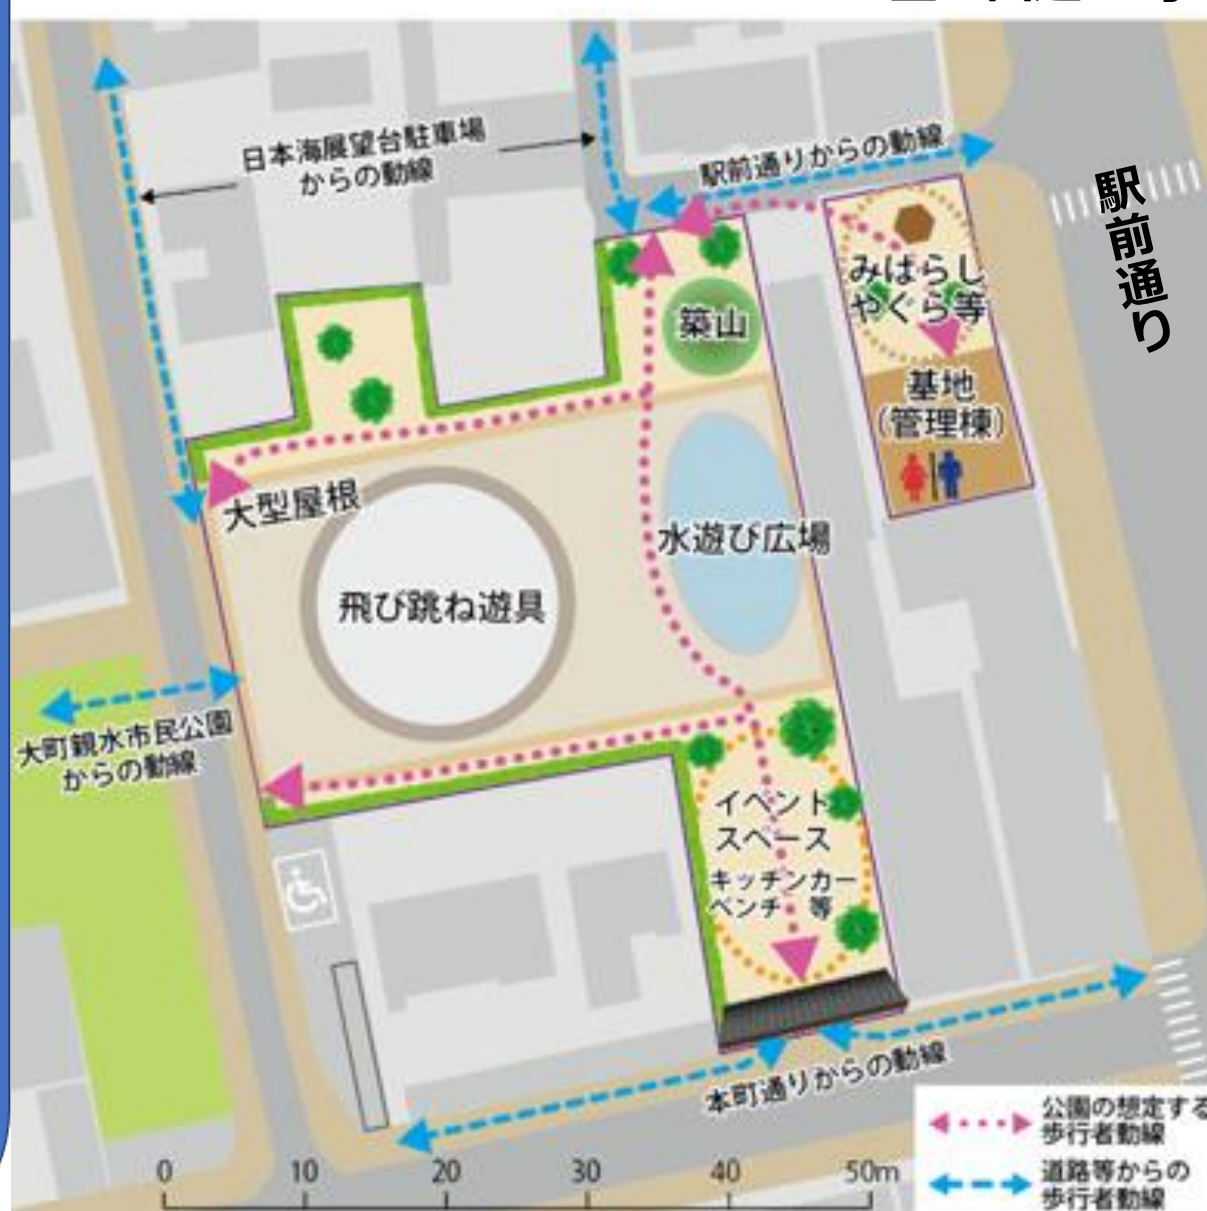 日本海展望台駐車場
からの動線
駅前通りからの動線
駅前通り
みはらし
やぐら等
築山
基地
(管理棟)
大型屋根
水遊び広場
飛び跳ね遊具
大町親水市民公園
からの動線
イベント
スペース
キッチンカー
ベンチ 等
本町通りからの動線
公園の想定する
歩行者動線
道路等からの
歩行者動線
0 10 20 30 40 50m